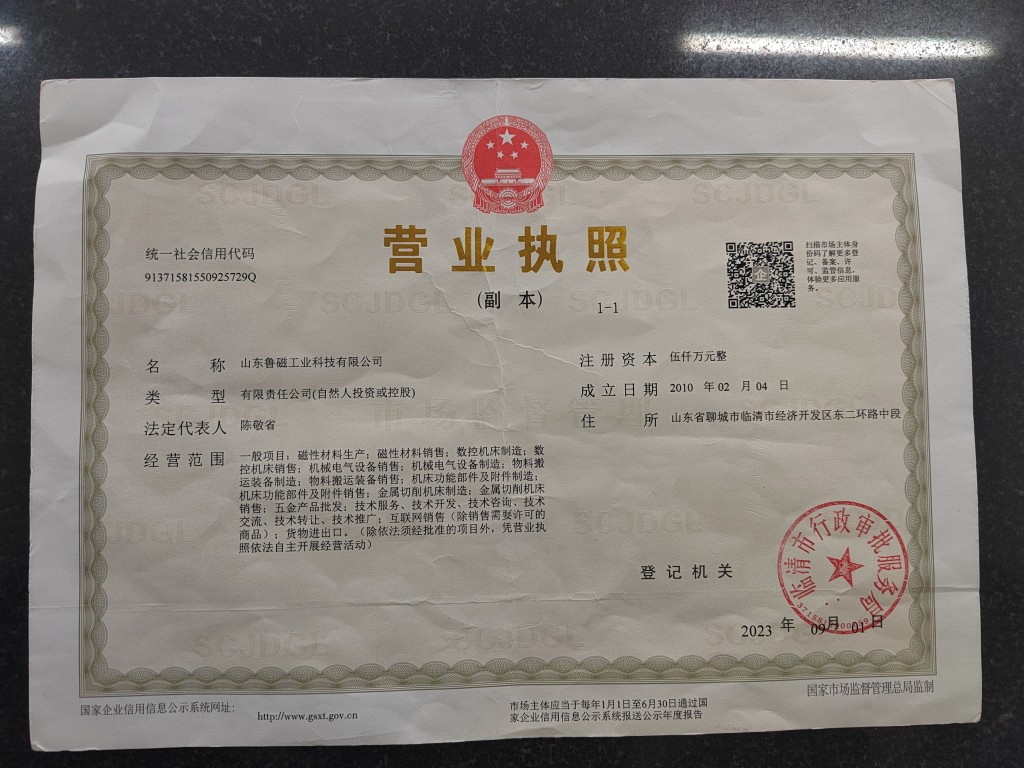 营业执照
(副 本)
1-1
统一社会信用代码
91371581550925729Q
扫描市场主体身
份码了解更多登
记、备案、许
可、监管信息，
体验更多应用服
务。
企
名 称 山东鲁磁工业科技有限公司
类 型 有限责任公司(自然人投资或控股)
法定代表人 陈敬省
经营范围 一般项目：磁性材料生产；磁性材料销售；数控机床制造；数
控机床销售；机械电气设备销售；机械电气设备制造；物料搬
运装备制造；物料搬运装备销售；机床功能部件及附件制造；
机床功能部件及附件销售；金属切削机床制造；金属切削机床
销售；五金产品批发；技术服务、技术开发、技术咨询、技术
交流、技术转让、技术推广；互联网销售（除销售需要许可的
商品）；货物进出口。（除依法须经批准的项目外，凭营业执
照依法自主开展经营活动）
注册资本 伍仟万元整
成立日期 2010 年 02 月 04 日
住 所 山东省聊城市临清市经济开发区东二环路中段
登记机关
临清市行政审批服务局
2023 年 09月 01日
国家企业信用信息公示系统网址： http://www.gsxt.gov.cn
市场主体应当于每年1月1日至6月30日通过国
家企业信用信息公示系统报送公示年度报告
国家市场监督管理总局监制
SCJDGL
SCJDGL
SCJDGL
SCJDGL
SCJDGL
市场监督管理
SCJDGL
SCJDGL
SCJDGL
SCJDGL